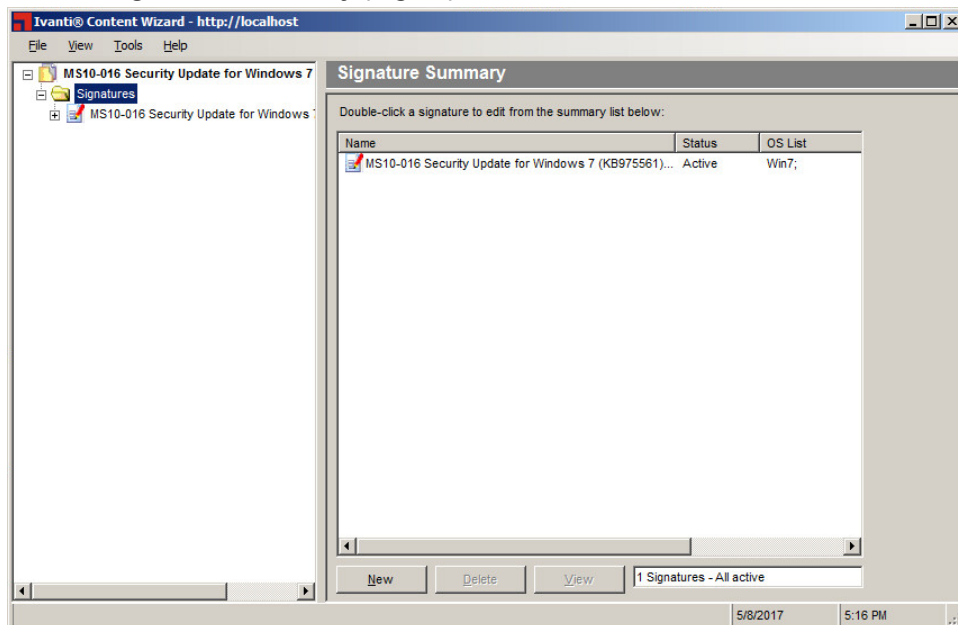 Ivanti® Content Wizard - http://localhost
File View Tools Help
MS10-016 Security Update for Windows 7
Signatures
MS10-016 Security Update for Windows
Signature Summary
Double-click a signature to edit from the summary list below:
Name Status OS List
MS10-016 Security Update for Windows 7 (KB975561)... Active Win7;
New Delete View 1 Signatures - All active
5/8/2017 5:16 PM